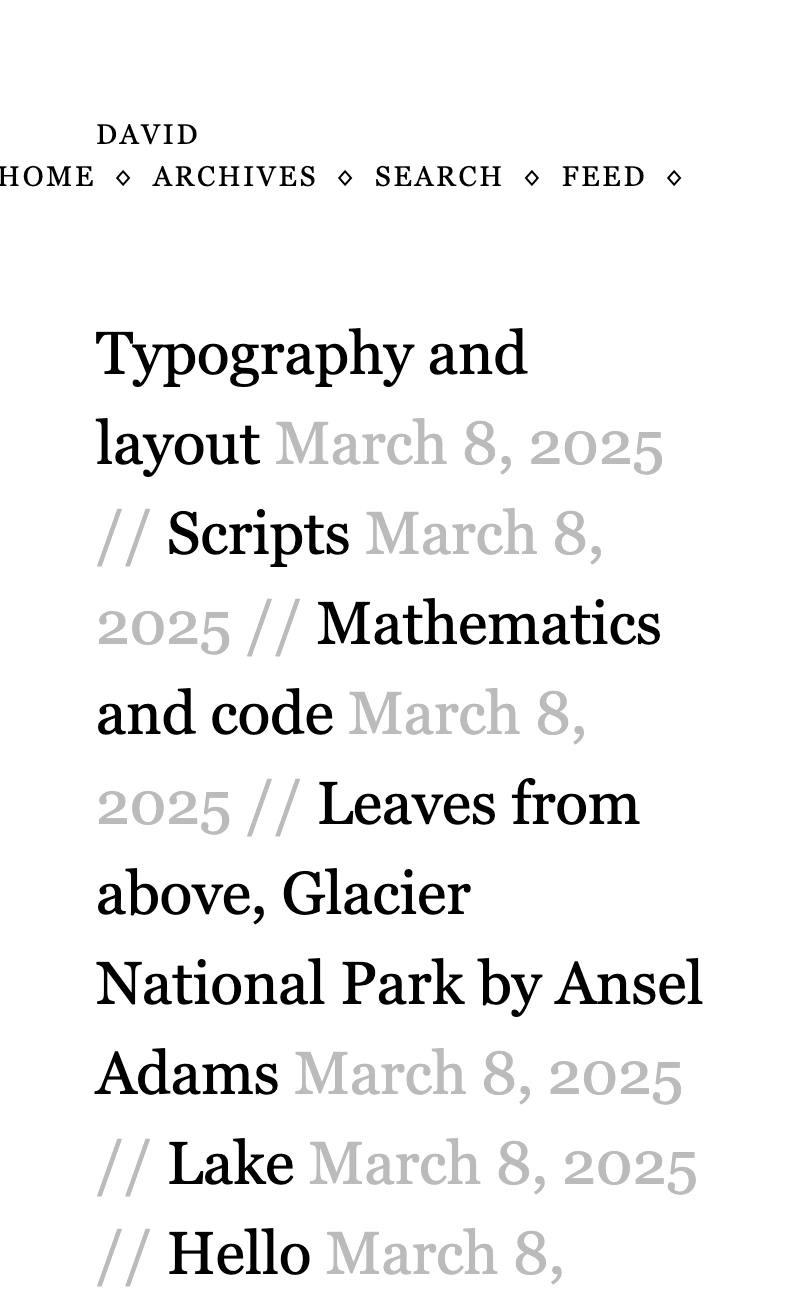 DAVID
HOME ⋄ ARCHIVES ⋄ SEARCH ⋄ FEED ⋄
Typography and
layout March 8, 2025
// Scripts March 8,
2025 // Mathematics
and code March 8,
2025 // Leaves from
above, Glacier
National Park by Ansel
Adams March 8, 2025
// Lake March 8, 2025
// Hello March 8,